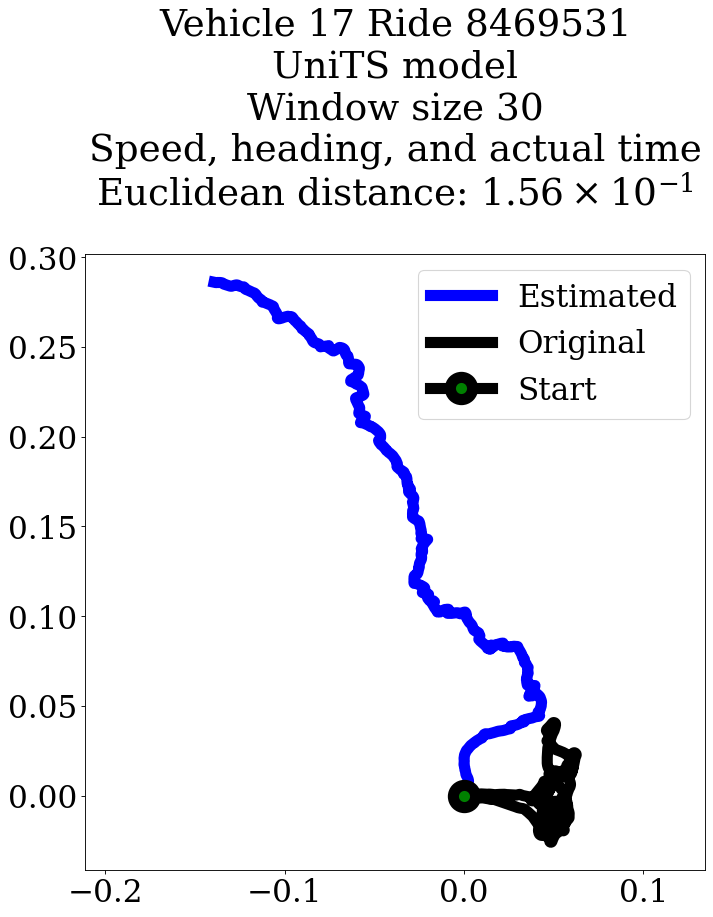 Vehicle 17 Ride 8469531
UniTS model
Window size 30
Speed, heading, and actual time
Euclidean distance: 1.56 × 10⁻¹
0.30
0.25
0.20
0.15
0.10
0.05
0.00
Estimated
Original
Start
−0.2
−0.1
0.0
0.1